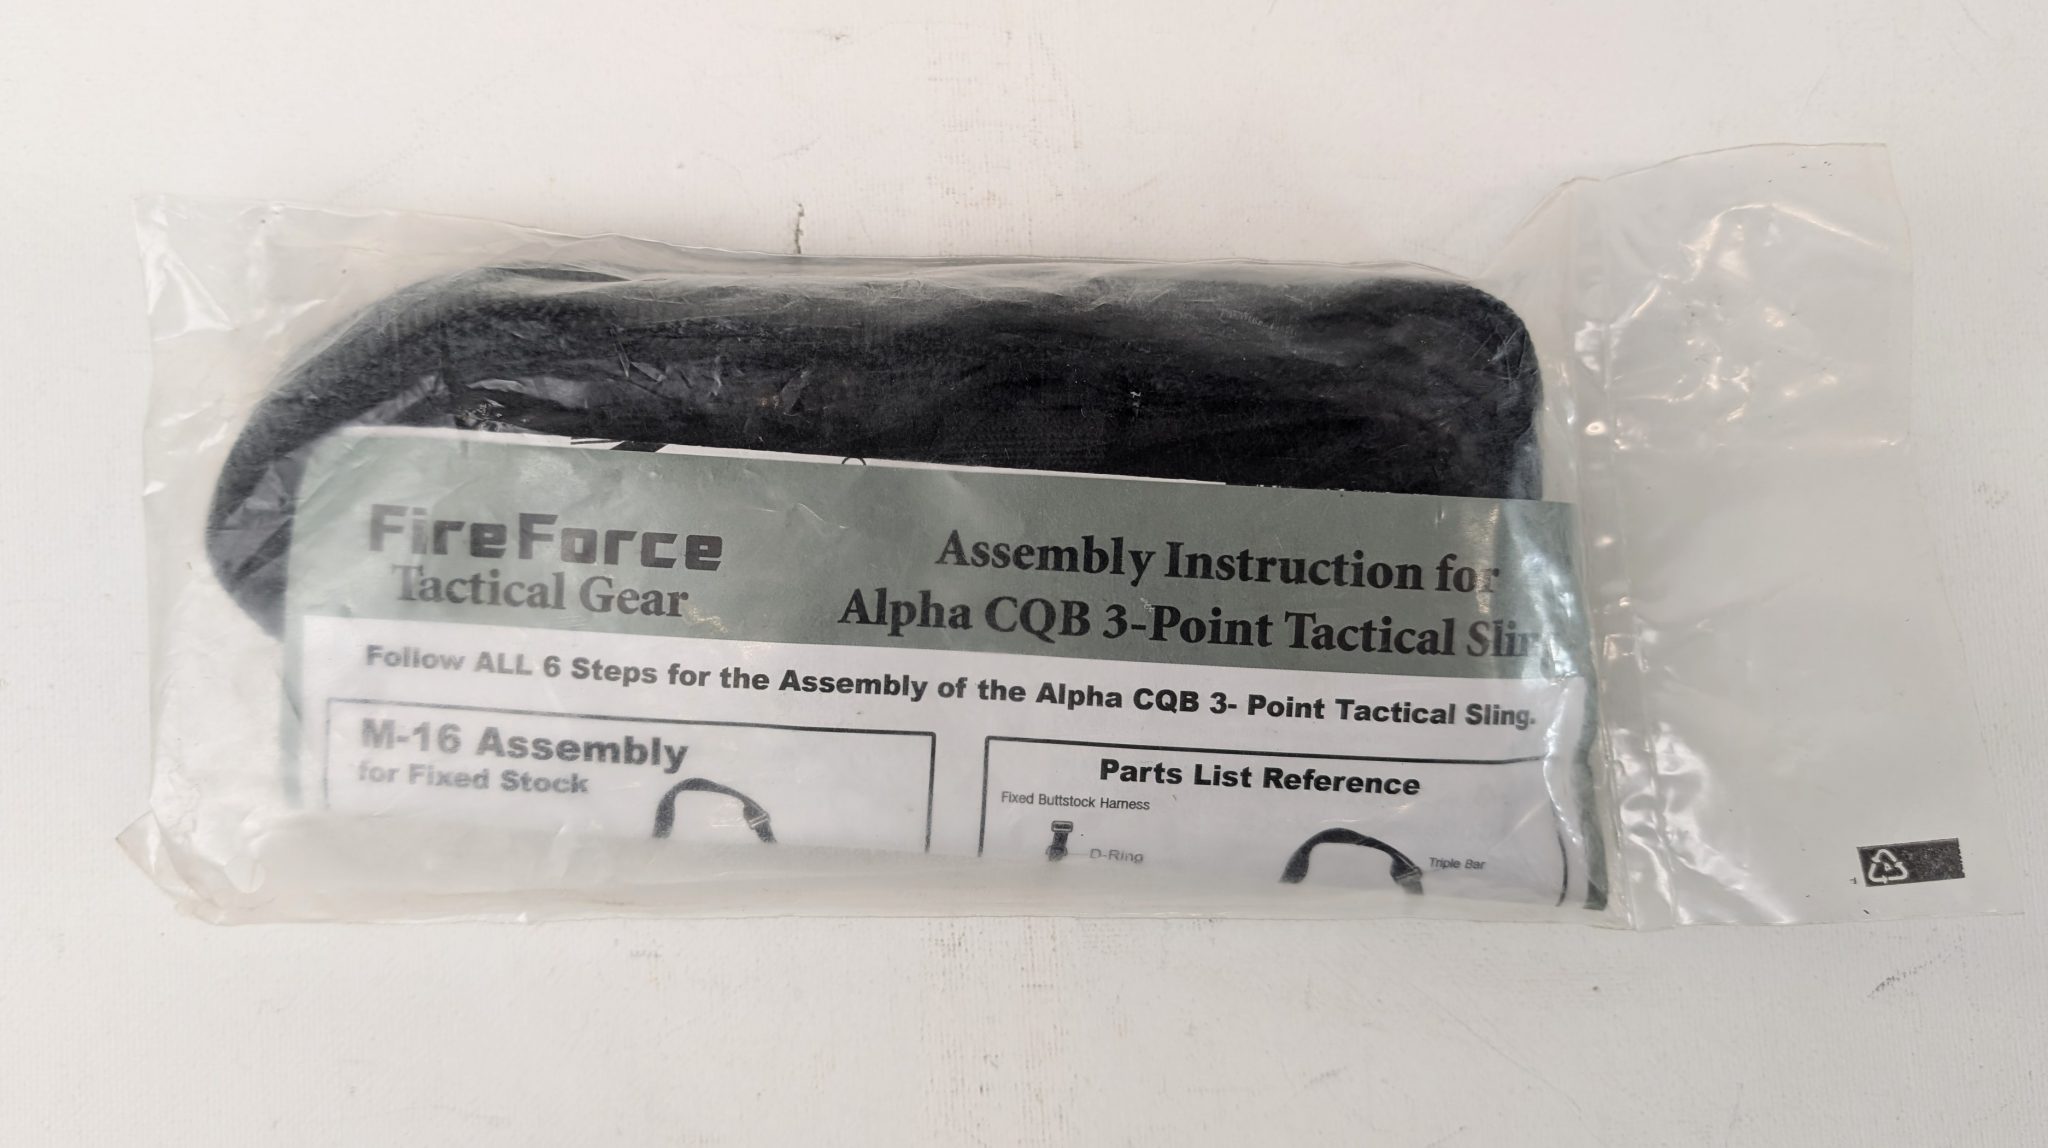 FireForce
Tactical Gear
Assembly Instruction for
Alpha CQB 3-Point Tactical
Follow ALL 6 Steps for the Assembly of the Alpha CQB 3- Point Tactical Sling.
M-16 Assembly
for Fixed Stock
Parts List Reference
Fixed Buttstock Harness
D-Ring
Triple Bar